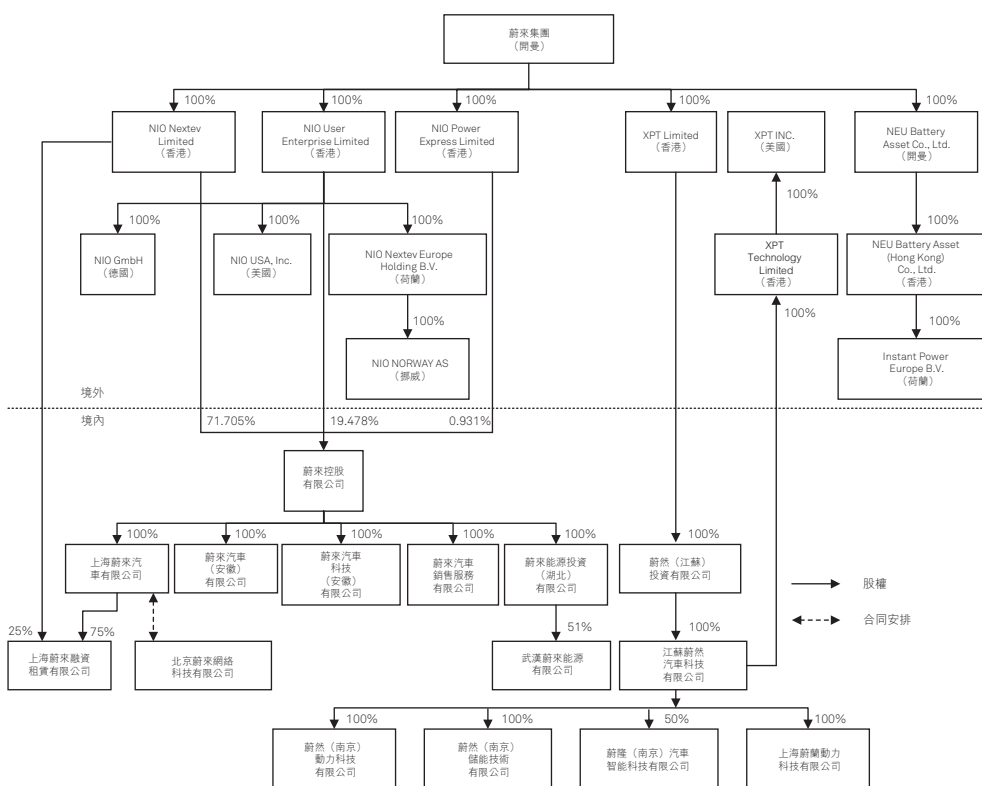 蔚來集團
（開曼）
100%
100%
100%
100%
100%
NIO Nextev
Limited
（香港）
NIO User
Enterprise Limited
（香港）
NIO Power
Express Limited
（香港）
XPT Limited
（香港）
XPT INC.
（美國）
NEU Battery
Asset Co., Ltd.
（開曼）
100%
100%
100%
100%
100%
NIO GmbH
（德國）
NIO USA, Inc.
（美國）
NIO Nextev Europe
Holding B.V.
（荷蘭）
XPT
Technology
Limited
（香港）
NEU Battery Asset
(Hong Kong)
Co., Ltd.
（香港）
100%
100%
100%
NIO NORWAY AS
（挪威）
Instant Power
Europe B.V.
（荷蘭）
境外
境內
71.705%
19.478%
0.931%
蔚來控股
有限公司
100%
100%
100%
100%
100%
100%
上海蔚來汽
車有限公司
蔚來汽車
（安徽）
有限公司
蔚來汽車
科技
（安徽）
有限公司
蔚來汽車
銷售服務
有限公司
蔚來能源投資
（湖北）
有限公司
蔚然（江蘇）
投資有限公司
股權
合同安排
25%
75%
51%
100%
上海蔚來融資
租賃有限公司
北京蔚來網絡
科技有限公司
武漢蔚來能源
有限公司
江蘇蔚然
汽車科技
有限公司
100%
100%
50%
100%
蔚然（南京）
動力科技
有限公司
蔚然（南京）
儲能技術
有限公司
蔚隆（南京）汽車
智能科技有限公司
上海蔚蘭動力
科技有限公司